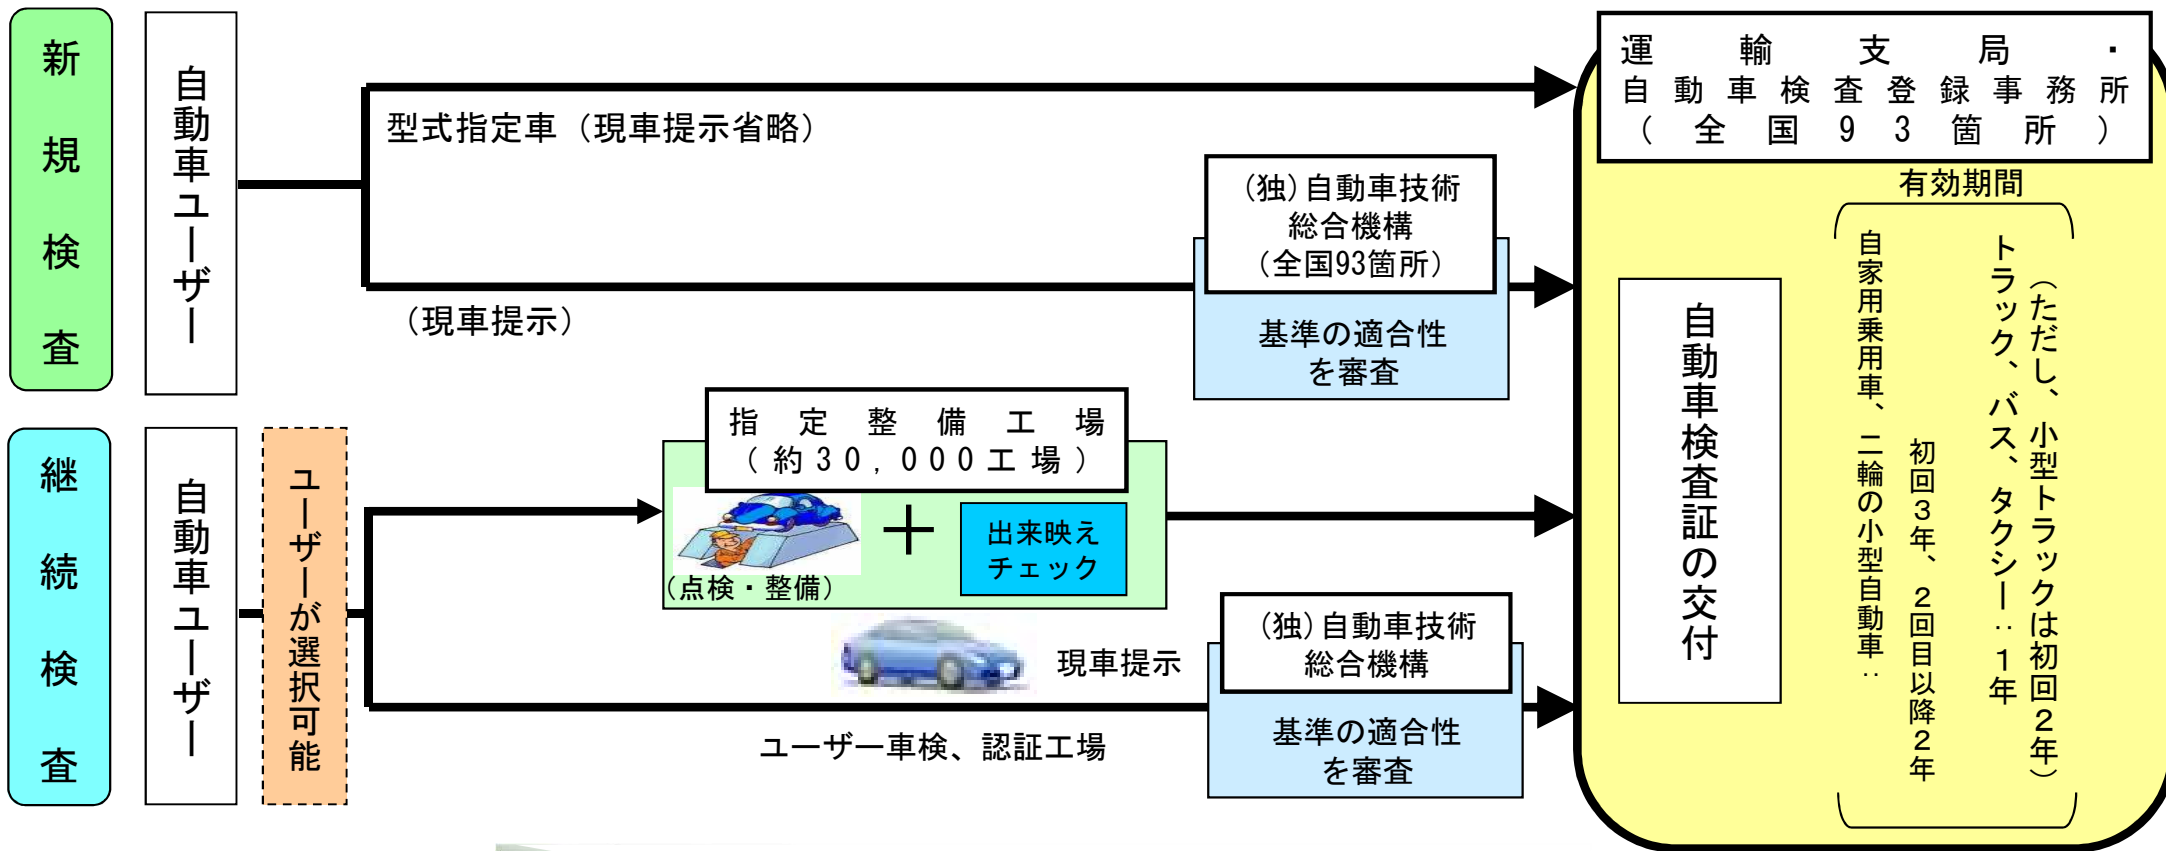 新規検査
自動車ユーザー
型式指定車（現車提示省略）
（現車提示）
(独)自動車技術
総合機構
（全国93箇所）
基準の適合性
を審査
継続検査
自動車ユーザー
ユーザーが選択可能
指定整備工場
（約30,000工場）
＋
(点検・整備)
出来映え
チェック
現車提示
ユーザー車検、認証工場
(独)自動車技術
総合機構
基準の適合性
を審査
運輸支局・
自動車検査登録事務所
（全国93箇所）
自動車検査証の交付
有効期間
（ただし、小型トラックは初回2年）
トラック、バス、タクシー：1年
初回3年、2回目以降2年
自家用乗用車、二輪の小型自動車：